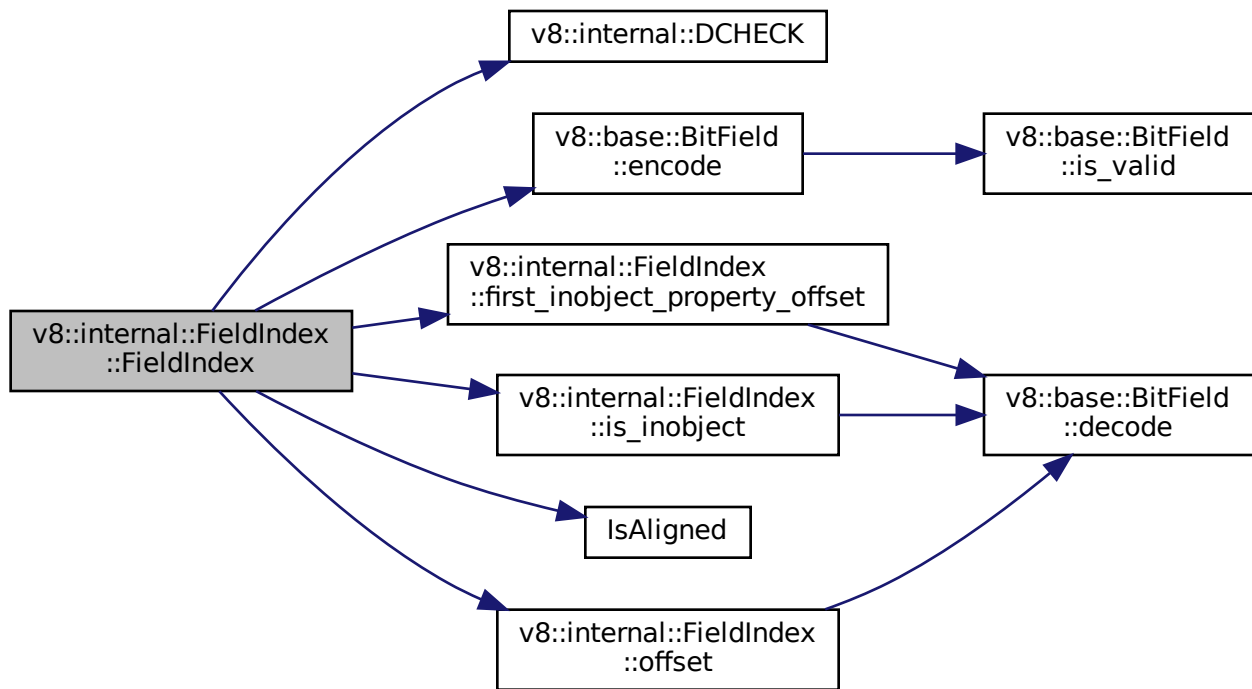 v8::internal::DCHECK
v8::base::BitField
::encode
v8::base::BitField
::is_valid
v8::internal::FieldIndex
::first_inobject_property_offset
v8::internal::FieldIndex
::FieldIndex
v8::internal::FieldIndex
::is_inobject
v8::base::BitField
::decode
IsAligned
v8::internal::FieldIndex
::offset